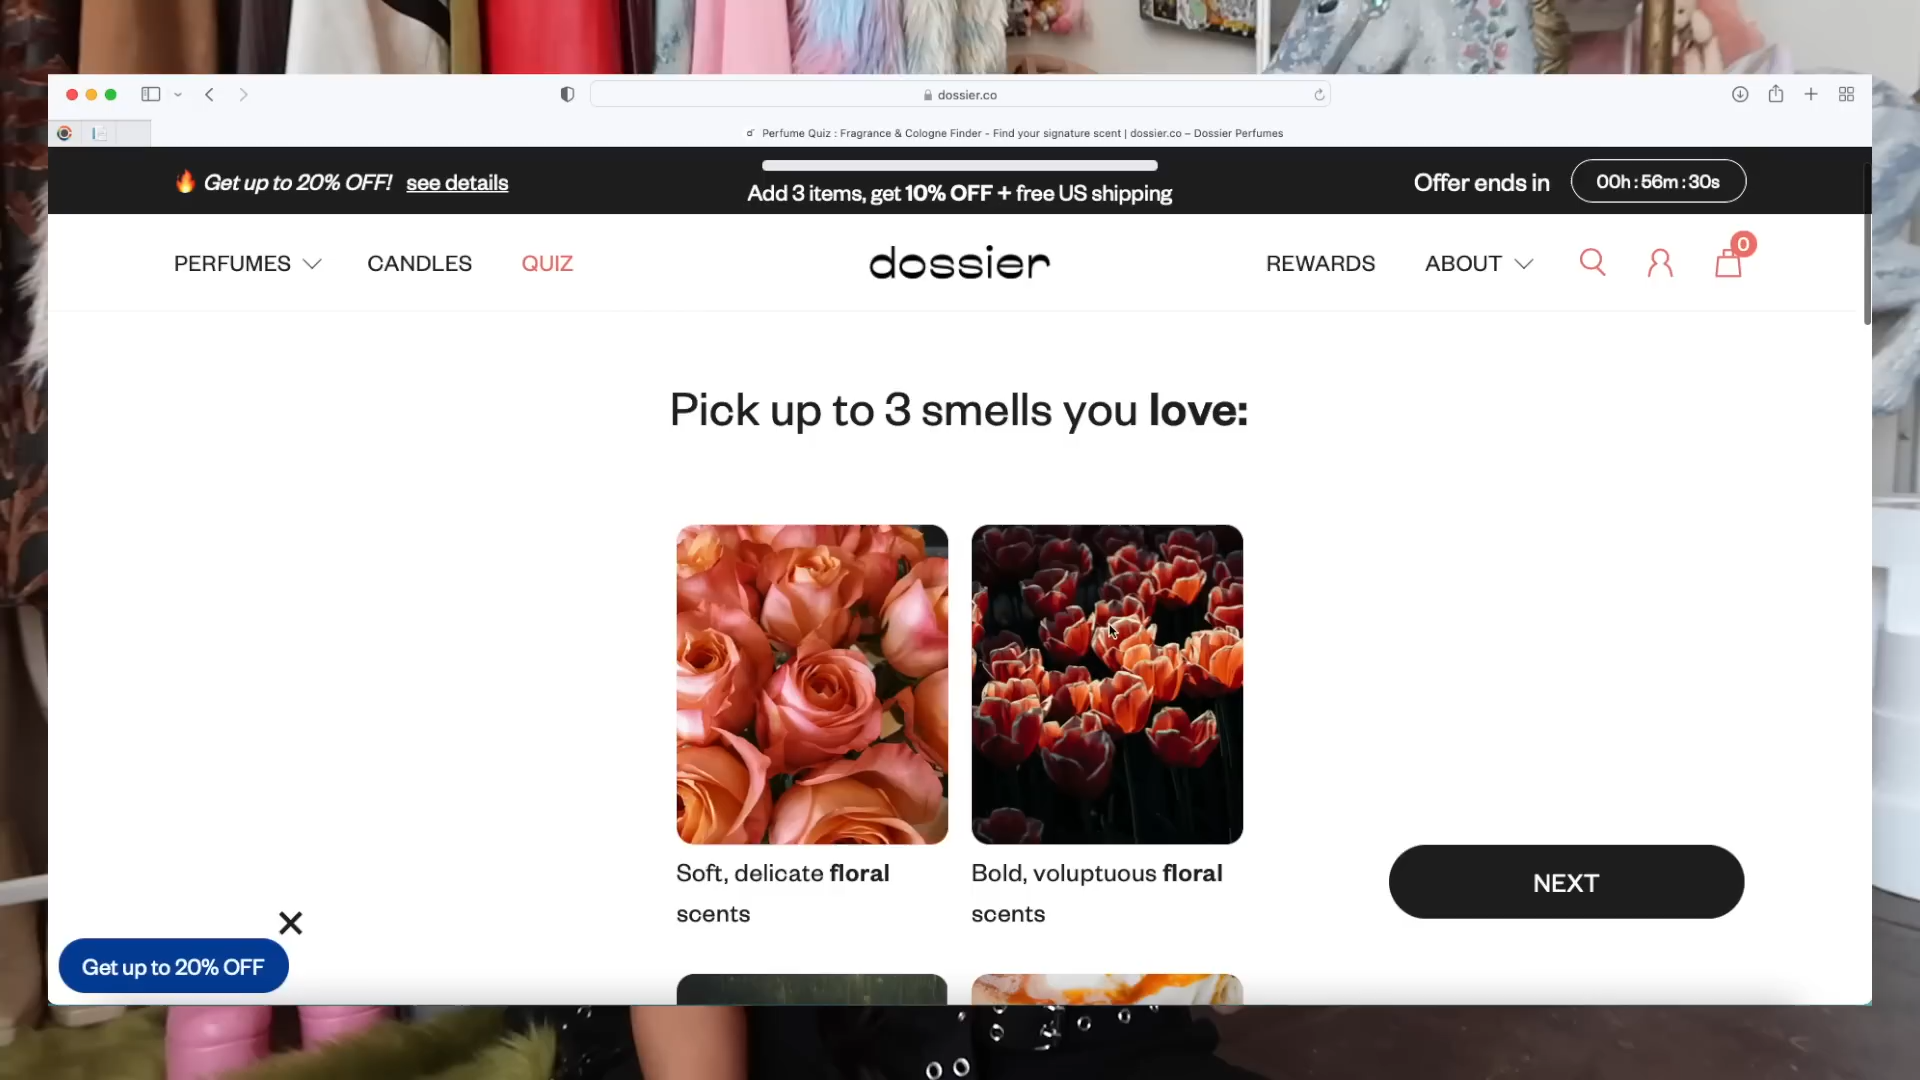 dossier.co
Perfume Quiz : Fragrance & Cologne Finder - Find your signature scent | dossier.co – Dossier Perfumes
Get up to 20% OFF! see details
Add 3 items, get 10% OFF + free US shipping
Offer ends in 00h : 56m : 30s
PERFUMES CANDLES QUIZ dossier REWARDS ABOUT 0
Pick up to 3 smells you love:
Soft, delicate floral
scents
Bold, voluptuous floral
scents
NEXT
Get up to 20% OFF